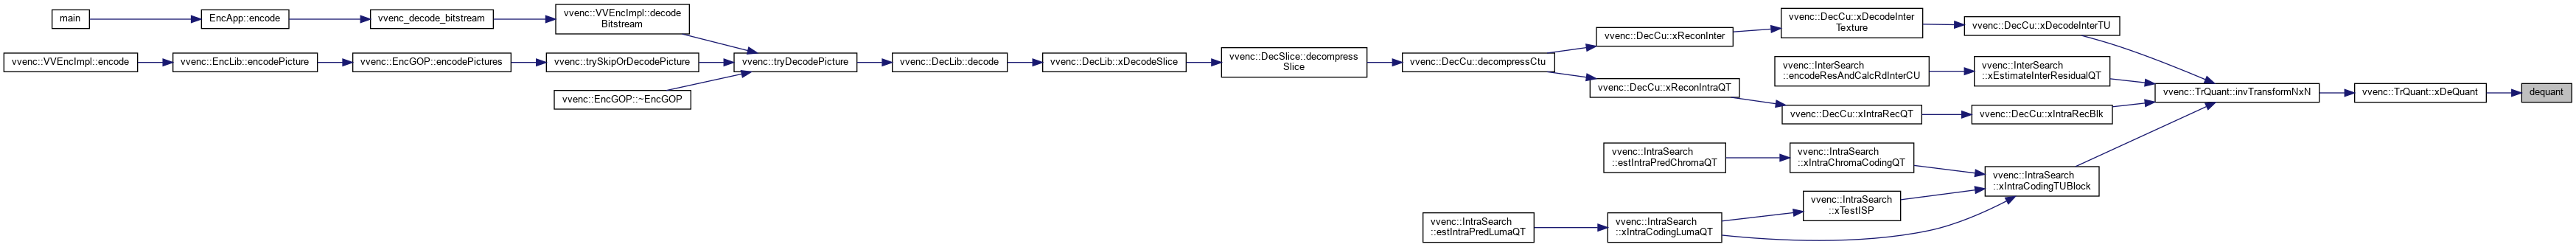 main
EncApp::encode
vvenc_decode_bitstream
vvenc::VVEncImpl::decode
Bitstream
vvenc::VVEncImpl::encode
vvenc::EncLib::encodePicture
vvenc::EncGOP::encodePictures
vvenc::trySkipOrDecodePicture
vvenc::tryDecodePicture
vvenc::EncGOP::~EncGOP
vvenc::DecLib::decode
vvenc::DecLib::xDecodeSlice
vvenc::DecSlice::decompress
Slice
vvenc::DecCu::decompressCtu
vvenc::DecCu::xReconInter
vvenc::DecCu::xDecodeInter
Texture
vvenc::DecCu::xDecodeInterTU
vvenc::InterSearch
::encodeResAndCalcRdInterCU
vvenc::InterSearch
::xEstimateInterResidualQT
vvenc::DecCu::xReconIntraQT
vvenc::DecCu::xIntraRecQT
vvenc::DecCu::xIntraRecBlk
vvenc::TrQuant::invTransformNxN
vvenc::TrQuant::xDeQuant
dequant
vvenc::IntraSearch
::estIntraPredChromaQT
vvenc::IntraSearch
::xIntraChromaCodingQT
vvenc::IntraSearch
::xIntraCodingTUBlock
vvenc::IntraSearch
::xTestISP
vvenc::IntraSearch
::estIntraPredLumaQT
vvenc::IntraSearch
::xIntraCodingLumaQT